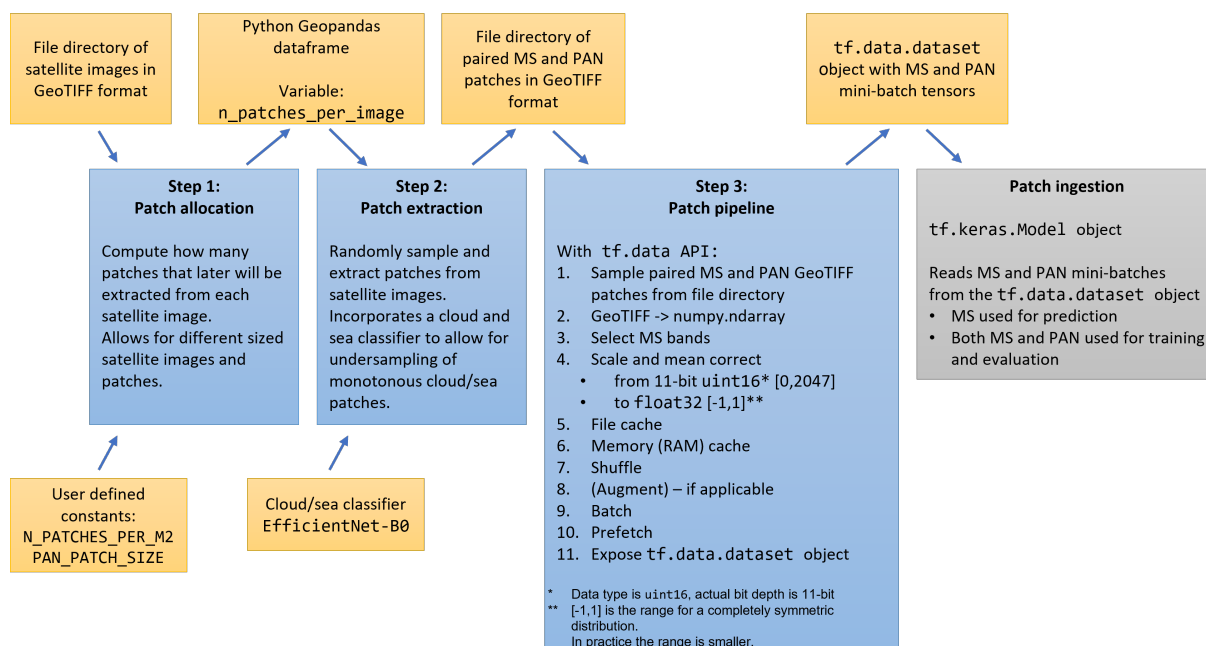 File directory of
satellite images in
GeoTIFF format
Python Geopandas
dataframe
Variable:
n_patches_per_image
File directory of
paired MS and PAN
patches in GeoTIFF
format
tf.data.dataset
object with MS and PAN
mini-batch tensors
Step 1:
Patch allocation
Compute how many
patches that later will be
extracted from each
satellite image.
Allows for different sized
satellite images and
patches.
Step 2:
Patch extraction
Randomly sample and
extract patches from
satellite images.
Incorporates a cloud and
sea classifier to allow for
undersampling of
monotonous cloud/sea
patches.
Step 3:
Patch pipeline
With tf.data API:
1. Sample paired MS and PAN GeoTIFF
patches from file directory
2. GeoTIFF -> numpy.ndarray
3. Select MS bands
4. Scale and mean correct
• from 11-bit uint16* [0,2047]
• to float32 [-1,1]**
5. File cache
6. Memory (RAM) cache
7. Shuffle
8. (Augment) – if applicable
9. Batch
10. Prefetch
11. Expose tf.data.dataset object
* Data type is uint16, actual bit depth is 11-bit
** [-1,1] is the range for a completely symmetric
distribution.
In practice the range is smaller.
Patch ingestion
tf.keras.Model object
Reads MS and PAN mini-batches
from the tf.data.dataset object
• MS used for prediction
• Both MS and PAN used for training
and evaluation
User defined
constants:
N_PATCHES_PER_M2
PAN_PATCH_SIZE
Cloud/sea classifier
EfficientNet-B0